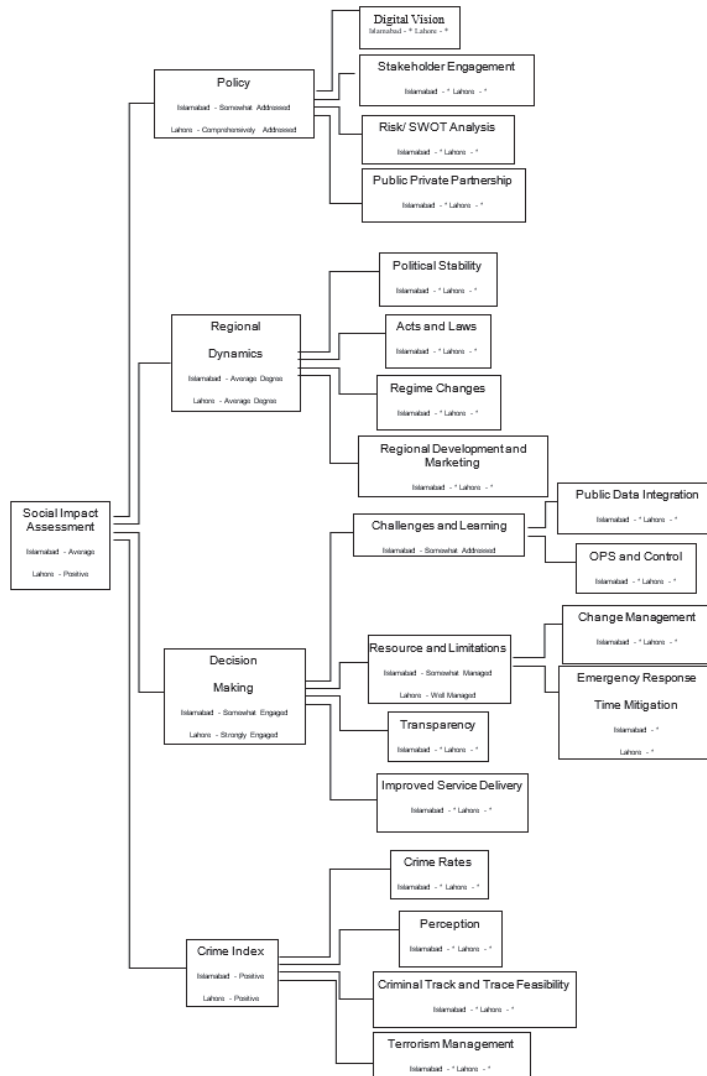 Digital Vision
Islamabad - * Lahore - *
Stakeholder Engagement
Islamabad - * Lahore - *
Policy
Islamabad - Somewhat Addressed
Lahore - Comprehensively Addressed
Risk/ SWOT Analysis
Islamabad - * Lahore - *
Public Private Partnership
Islamabad - * Lahore - *
Political Stability
Islamabad - * Lahore - *
Regional
Dynamics
Islamabad - Average Degree
Lahore - Average Degree
Acts and Laws
Islamabad - * Lahore - *
Regime Changes
Islamabad - * Lahore - *
Regional Development and
Marketing
Islamabad - * Lahore - *
Social Impact
Assessment
Islamabad - Average
Lahore - Positive
Challenges and Learning
Islamabad - Somewhat Addressed
Public Data Integration
Islamabad - * Lahore - *
OPS and Control
Islamabad - * Lahore - *
Decision
Making
Islamabad - Somewhat Engaged
Lahore - Strongly Engaged
Resource and Limitations
Islamabad - Somewhat Managed
Lahore - Well Managed
Change Management
Islamabad - * Lahore - *
Emergency Response
Time Mitigation
Islamabad - *
Lahore - *
Transparency
Islamabad - * Lahore - *
Improved Service Delivery
Islamabad - * Lahore - *
Crime Rates
Islamabad - * Lahore - *
Crime Index
Islamabad - Positive
Lahore - Positive
Perception
Islamabad - * Lahore - *
Criminal Track and Trace Feasibility
Islamabad - * Lahore - *
Terrorism Management
Islamabad - * Lahore - *